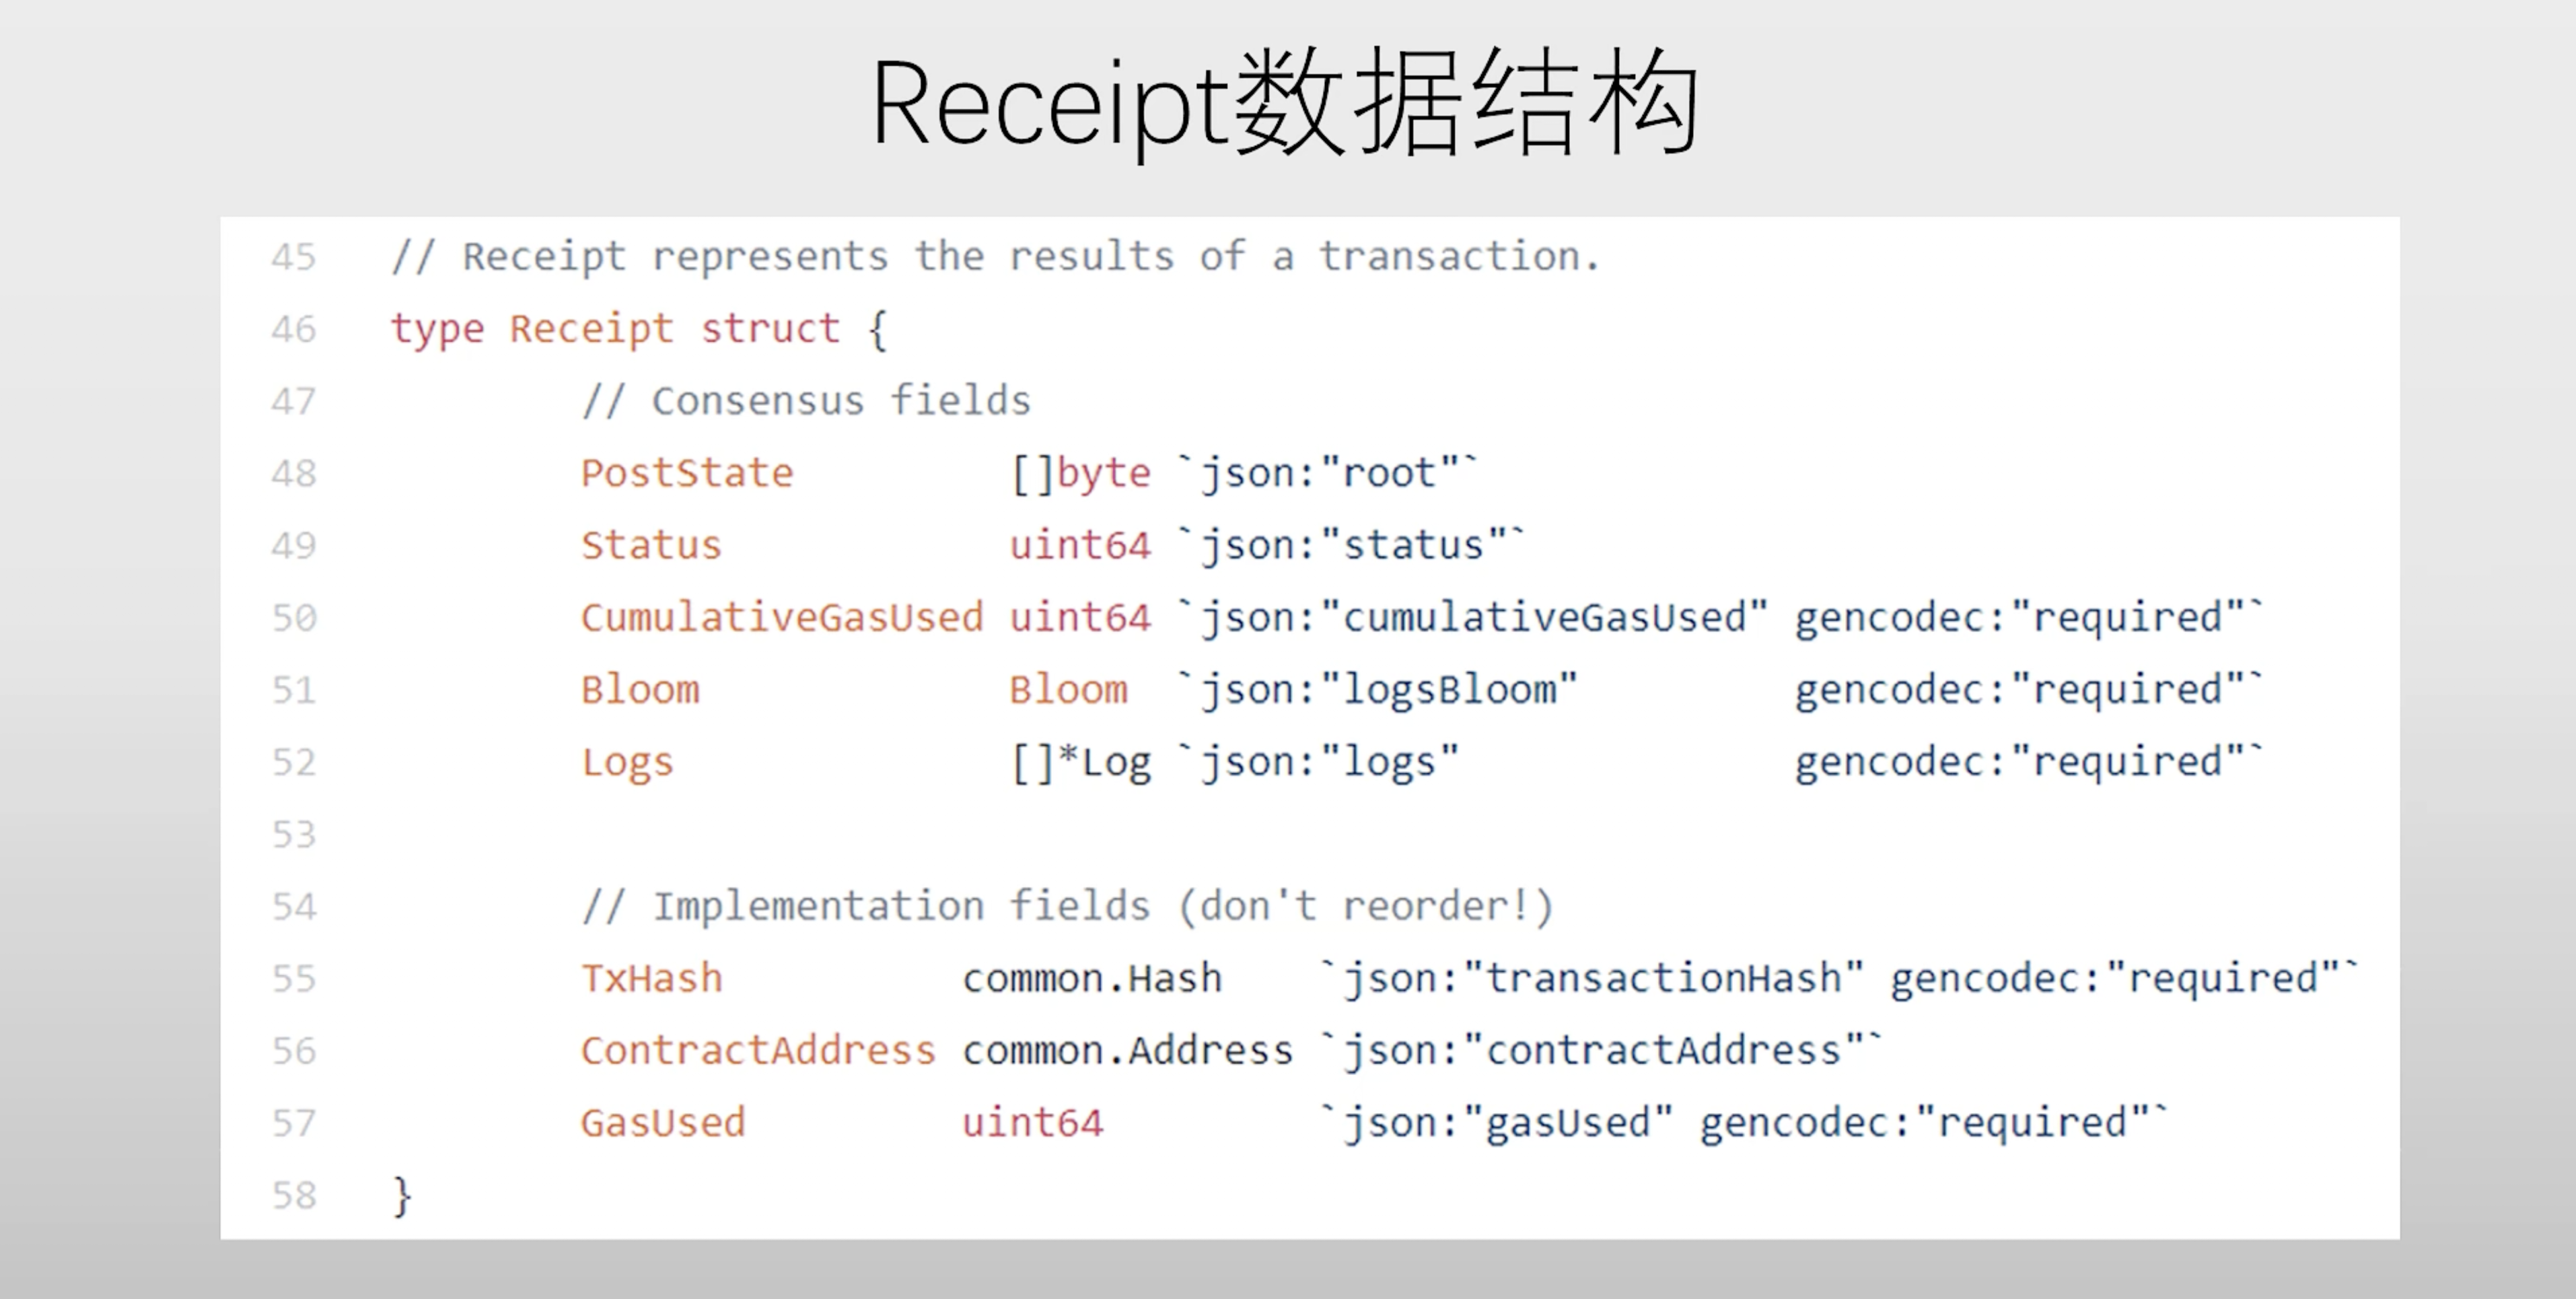 Receipt数据结构
45 // Receipt represents the results of a transaction.
46 type Receipt struct {
47 // Consensus fields
48 PostState []byte `json:"root"`
49 Status uint64 `json:"status"`
50 CumulativeGasUsed uint64 `json:"cumulativeGasUsed" gencodec:"required"`
51 Bloom Bloom `json:"logsBloom" gencodec:"required"`
52 Logs []*Log `json:"logs" gencodec:"required"`
53
54 // Implementation fields (don't reorder!)
55 TxHash common.Hash `json:"transactionHash" gencodec:"required"`
56 ContractAddress common.Address `json:"contractAddress"`
57 GasUsed uint64 `json:"gasUsed" gencodec:"required"`
58 }